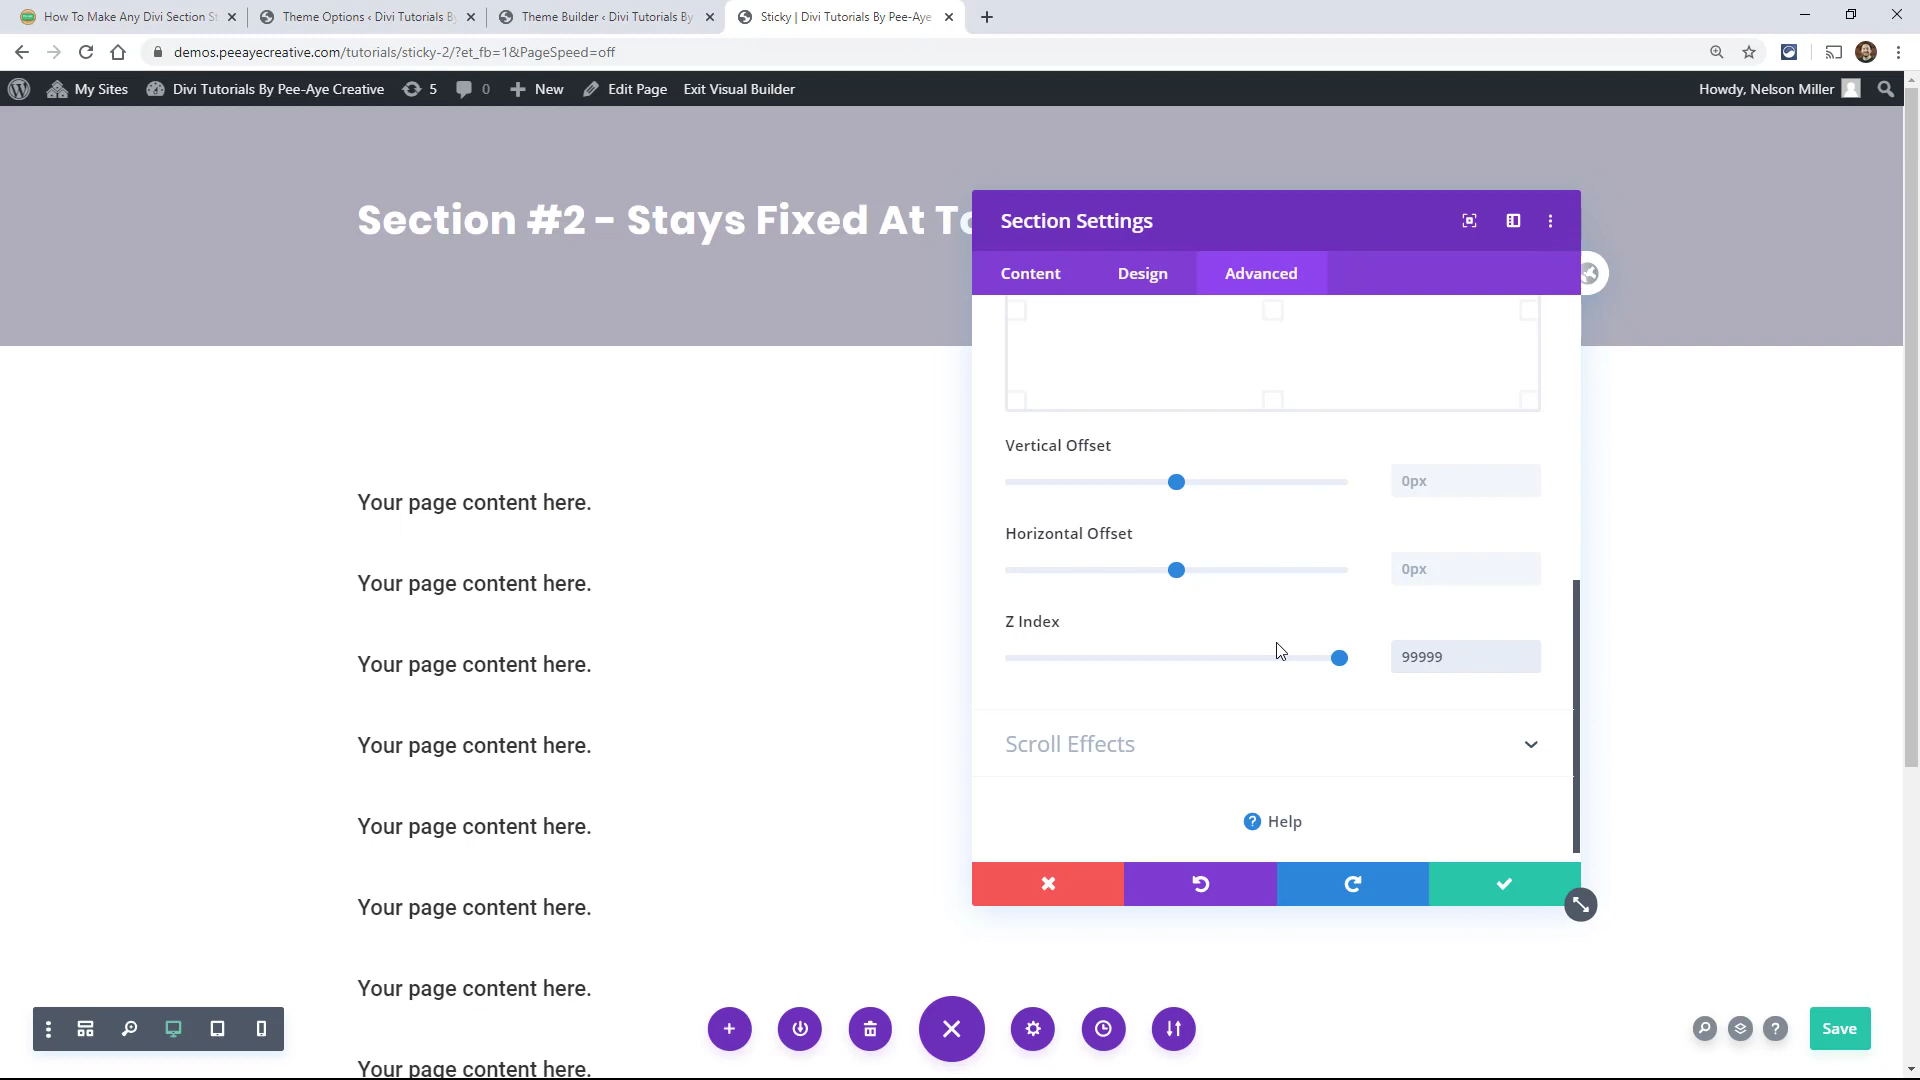 How To Make Any Divi Section St
Theme Options ‹ Divi Tutorials By
Theme Builder ‹ Divi Tutorials By
Sticky | Divi Tutorials By Pee-Aye
demos.peeayecreative.com/tutorials/sticky-2/?et_fb=1&PageSpeed=off
My Sites
Divi Tutorials By Pee-Aye Creative
5
0
New
Edit Page
Exit Visual Builder
Howdy, Nelson Miller
Section #2 - Stays Fixed At To
Section Settings
Content
Design
Advanced
Vertical Offset
0px
Horizontal Offset
0px
Z Index
99999
Scroll Effects
Help
Your page content here.
Your page content here.
Your page content here.
Your page content here.
Your page content here.
Your page content here.
Your page content here.
Your page content here.
Save